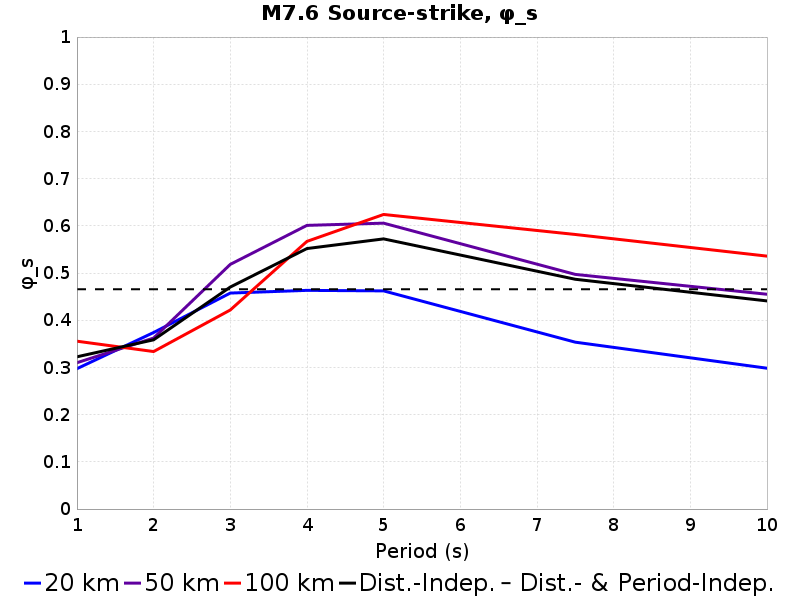 M7.6 Source-strike, φ_s
1
0.9
0.8
0.7
0.6
0.5
0.4
0.3
0.2
0.1
0
φ_s
1 2 3 4 5 6 7 8 9 10
Period (s)
20 km 50 km 100 km Dist.-Indep. Dist.- & Period-Indep.